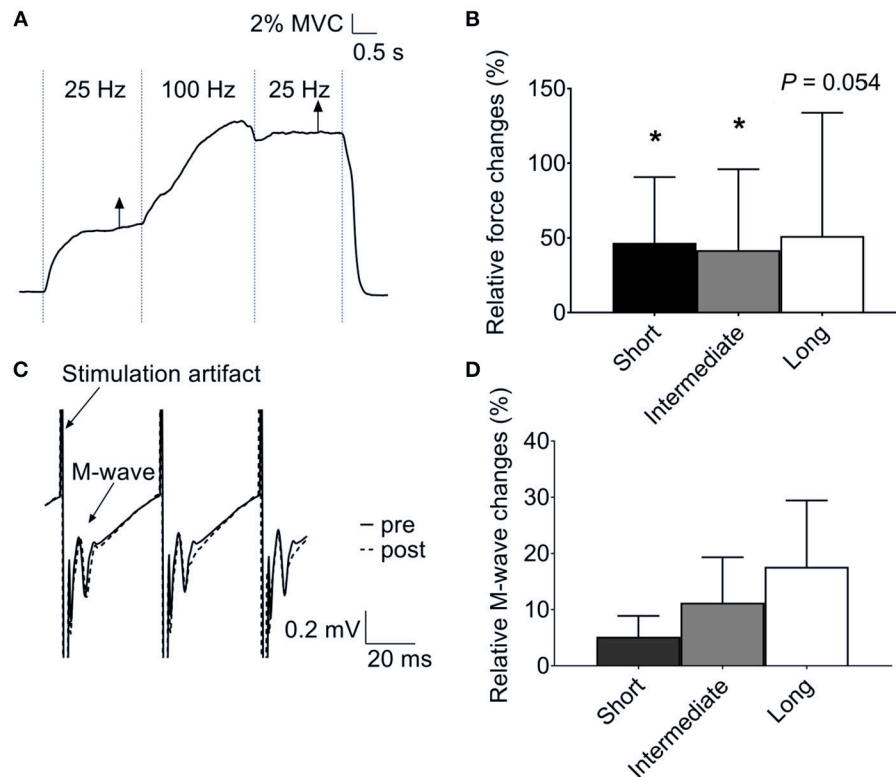 A
2% MVC
0.5 s
25 Hz
100 Hz
25 Hz
B
Relative force changes (%)
150
100
50
0
*
*
P = 0.054
Short
Intermediate
Long
C
Stimulation artifact
M-wave
pre
post
0.2 mV
20 ms
D
Relative M-wave changes (%)
40
30
20
10
0
Short
Intermediate
Long